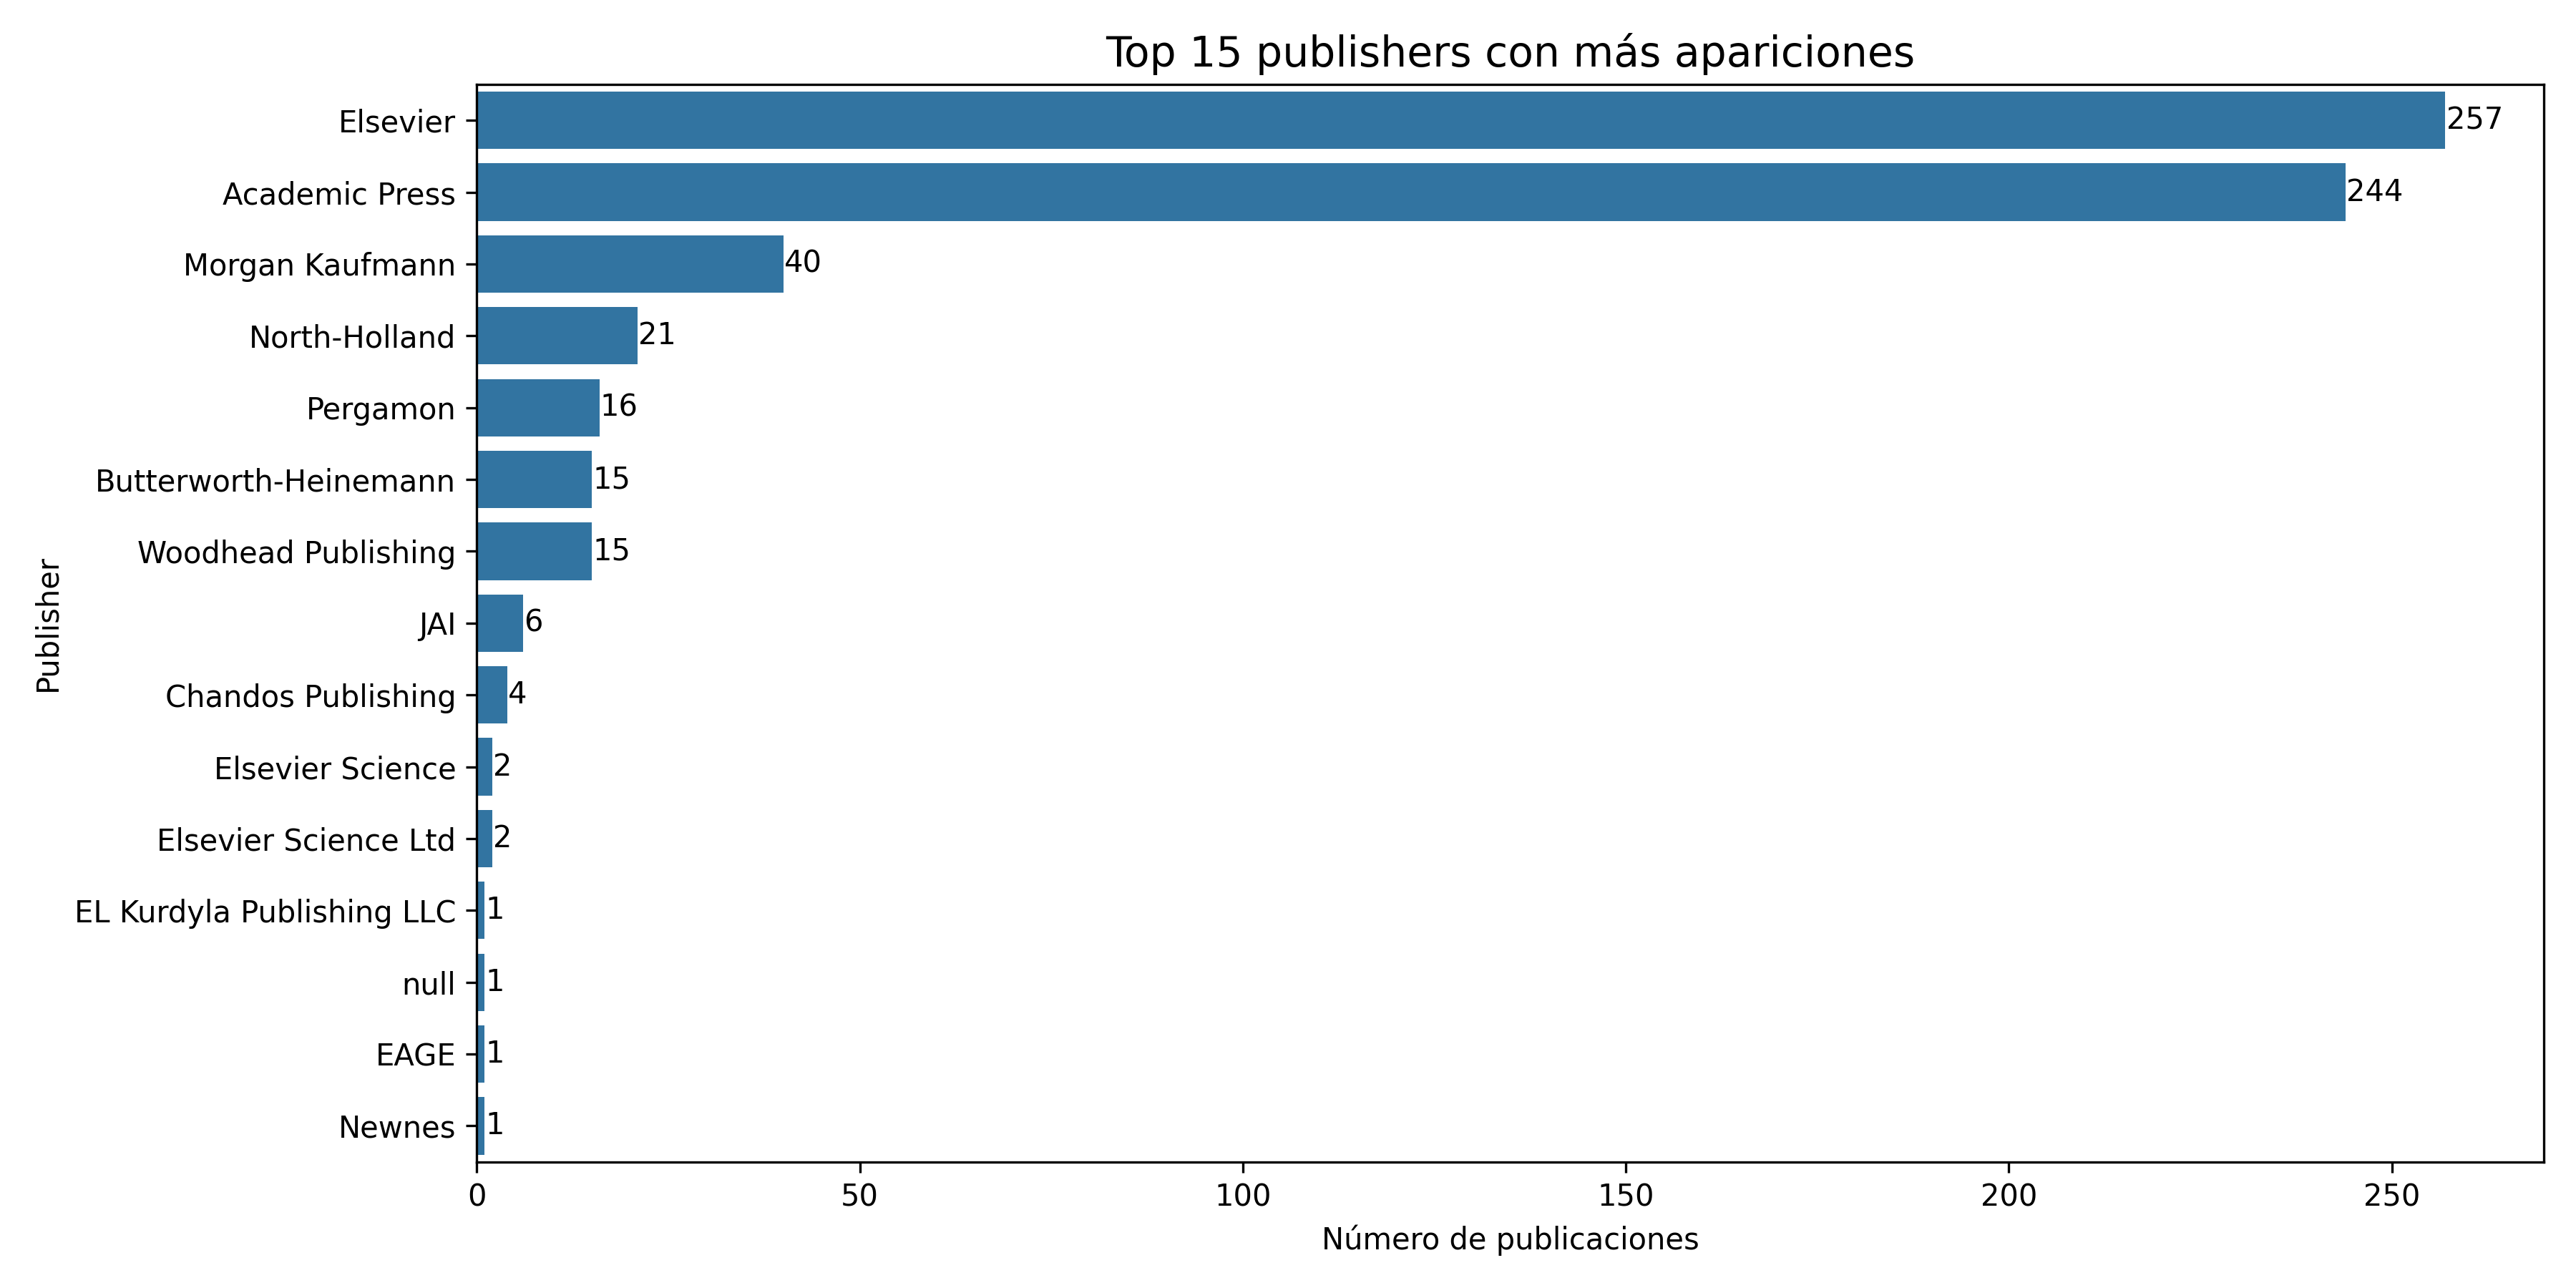 Top 15 publishers con más apariciones
Publisher
Elsevier 257
Academic Press 244
Morgan Kaufmann 40
North-Holland 21
Pergamon 16
Butterworth-Heinemann 15
Woodhead Publishing 15
JAI 6
Chandos Publishing 4
Elsevier Science 2
Elsevier Science Ltd 2
EL Kurdyla Publishing LLC 1
null 1
EAGE 1
Newnes 1
0 50 100 150 200 250
Número de publicaciones